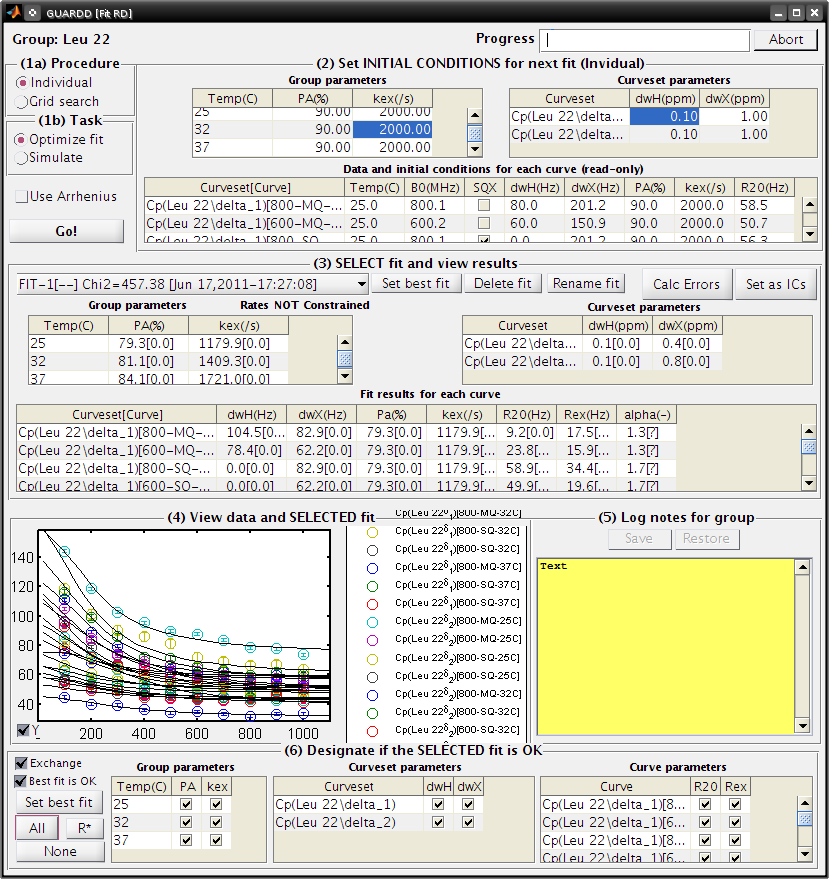 GUARDD [Fit RD]
Group: Leu 22
Progress
Abort
(1a) Procedure
Individual
Grid search
(1b) Task
Optimize fit
Simulate
Use Arrhenius
Go!
(2) Set INITIAL CONDITIONS for next fit (Invidual)
Group parameters
Temp(C) PA(%) kex(/s)
25 90.00 2000.00
32 90.00 2000.00
37 90.00 2000.00
Curveset parameters
Curveset dwH(ppm) dwX(ppm)
Cp(Leu 22\delta... 0.10 1.00
Cp(Leu 22\delta... 0.10 1.00
Data and initial conditions for each curve (read-only)
Curveset[Curve] Temp(C) B0(MHz) SQX dwH(Hz) dwX(Hz) PA(%) kex(/s) R20(Hz)
Cp(Leu 22\delta_1)[800-MQ-... 25.0 800.1 80.0 201.2 90.0 2000.0 58.5
Cp(Leu 22\delta_1)[600-MQ-... 25.0 600.2 60.0 150.9 90.0 2000.0 50.7
Cp(Leu 22\delta_1)[800-SQ-... 25.0 800.1 0.0 201.2 90.0 2000.0 56.3
(3) SELECT fit and view results
FIT-1[--] Chi2=457.38 [Jun 17,2011-17:27:08]
Set best fit
Delete fit
Rename fit
Calc Errors
Set as ICs
Group parameters
Rates NOT Constrained
Temp(C) PA(%) kex(/s)
25 79.3[0.0] 1179.9[0.0]
32 81.1[0.0] 1409.3[0.0]
37 84.1[0.0] 1721.0[0.0]
Curveset parameters
Curveset dwH(ppm) dwX(ppm)
Cp(Leu 22\delta... 0.1[0.0] 0.4[0.0]
Cp(Leu 22\delta... 0.1[0.0] 0.8[0.0]
Fit results for each curve
Curveset[Curve] dwH(Hz) dwX(Hz) Pa(%) kex(/s) R20(Hz) Rex(Hz) alpha(-)
Cp(Leu 22\delta_1)[800-MQ-... 104.5[0... 82.9[0.0] 79.3[0.0] 1179.9[... 9.2[0.0] 17.5[... 1.3[?]
Cp(Leu 22\delta_1)[600-MQ-... 78.4[0.0] 62.2[0.0] 79.3[0.0] 1179.9[... 23.8[... 15.9[... 1.3[?]
Cp(Leu 22\delta_1)[800-SQ-... 0.0[0.0] 82.9[0.0] 79.3[0.0] 1179.9[... 58.9[... 34.4[... 1.7[?]
Cp(Leu 22\delta_1)[600-SQ-... 0.0[0.0] 62.2[0.0] 79.3[0.0] 1179.9[... 49.9[... 19.6[... 1.7[?]
(4) View data and SELECTED fit
140
120
100
80
60
40
Y
200 400 600 800 1000
Cp(Leu 22δ1)[800-MQ-32C]
Cp(Leu 22δ1)[800-SQ-32C]
Cp(Leu 22δ1)[600-SQ-32C]
Cp(Leu 22δ1)[800-MQ-37C]
Cp(Leu 22δ1)[800-SQ-37C]
Cp(Leu 22δ1)[600-SQ-37C]
Cp(Leu 22δ2)[800-MQ-25C]
Cp(Leu 22δ2)[600-MQ-25C]
Cp(Leu 22δ2)[800-SQ-25C]
Cp(Leu 22δ2)[600-SQ-25C]
Cp(Leu 22δ2)[800-MQ-32C]
Cp(Leu 22δ2)[800-SQ-32C]
Cp(Leu 22δ2)[600-SQ-32C]
(5) Log notes for group
Save
Restore
Text
(6) Designate if the SELECTED fit is OK
Exchange
Best fit is OK
Set best fit
All
R*
None
Group parameters
Temp(C) PA kex
25
32
37
Curveset parameters
Curveset dwH dwX
Cp(Leu 22\delta_1)
Cp(Leu 22\delta_2)
Curve parameters
Curve R20 Rex
Cp(Leu 22\delta_1)[8...
Cp(Leu 22\delta_1)[6...
Cp(Leu 22\delta_1)[8...
Cp(Leu 22\delta_1)[6...